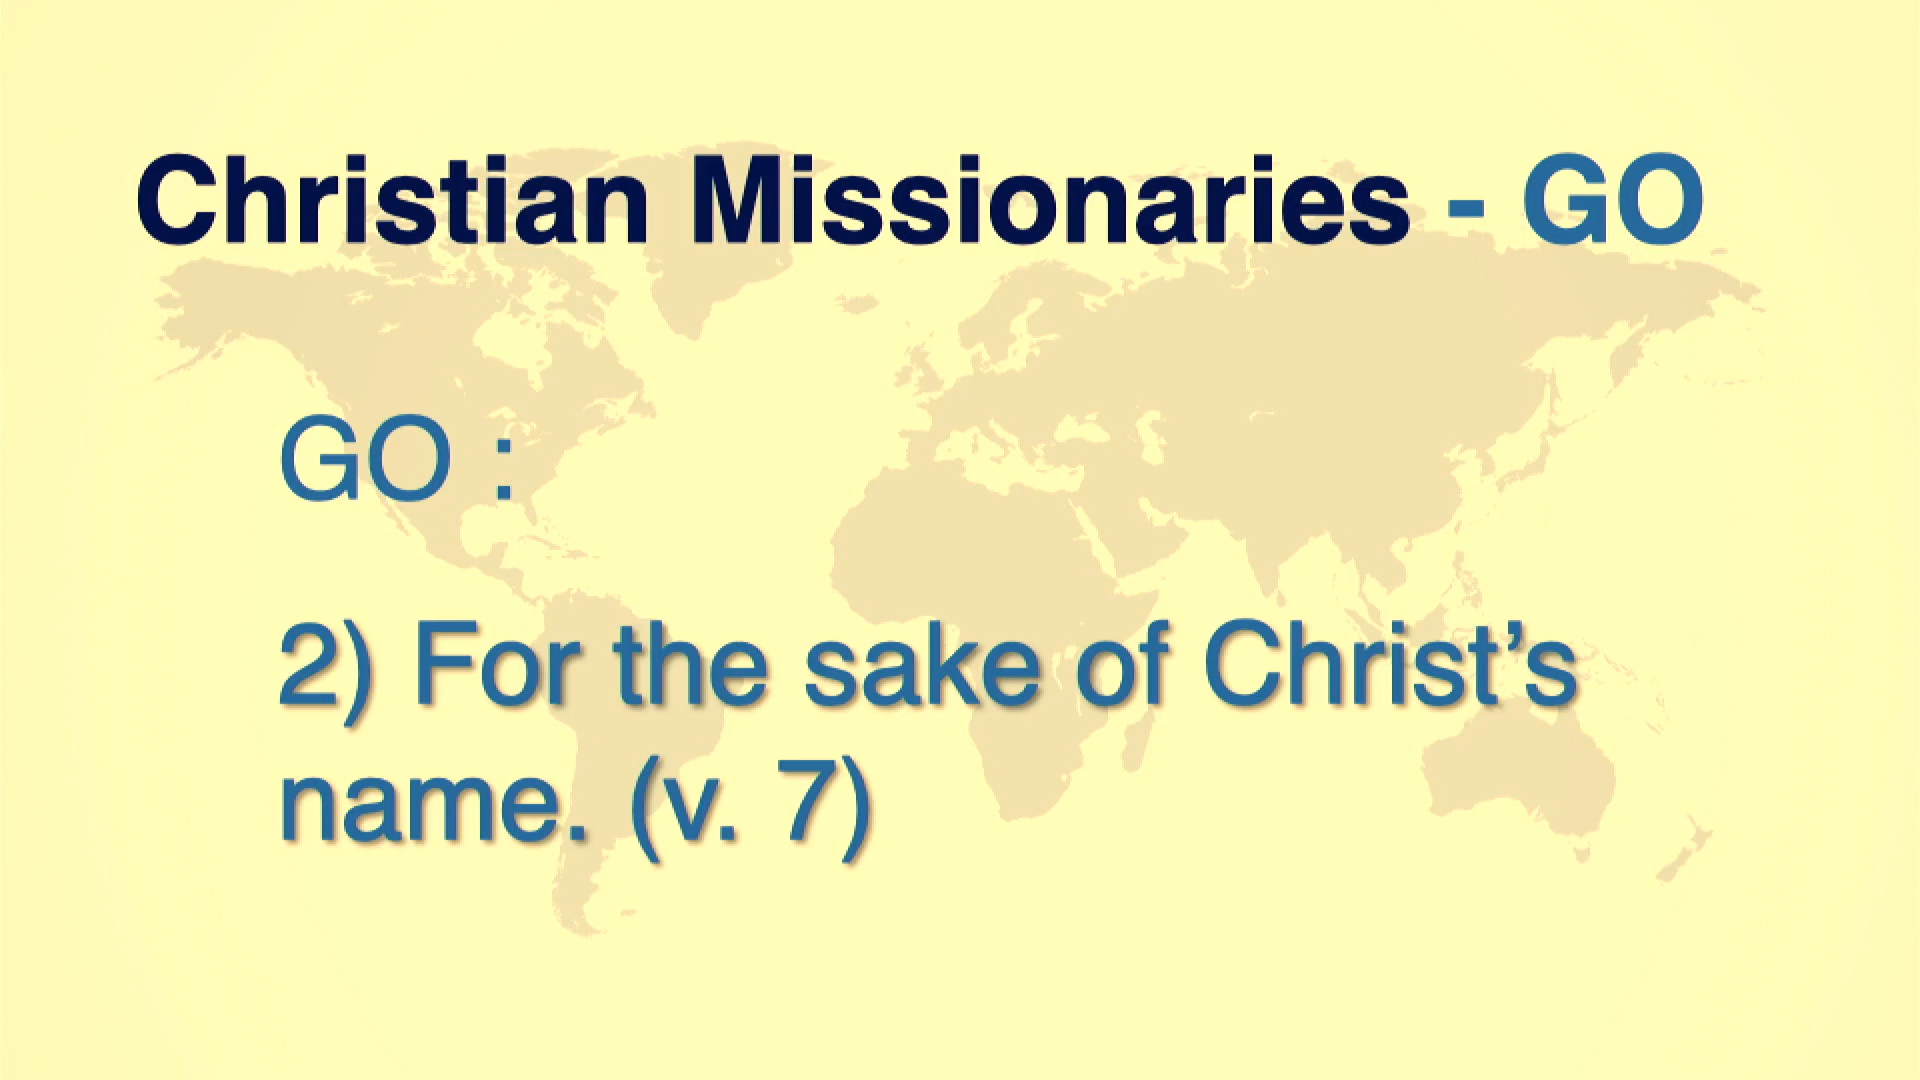 Christian Missionaries - GO
GO :
2) For the sake of Christ’s
name. (v. 7)